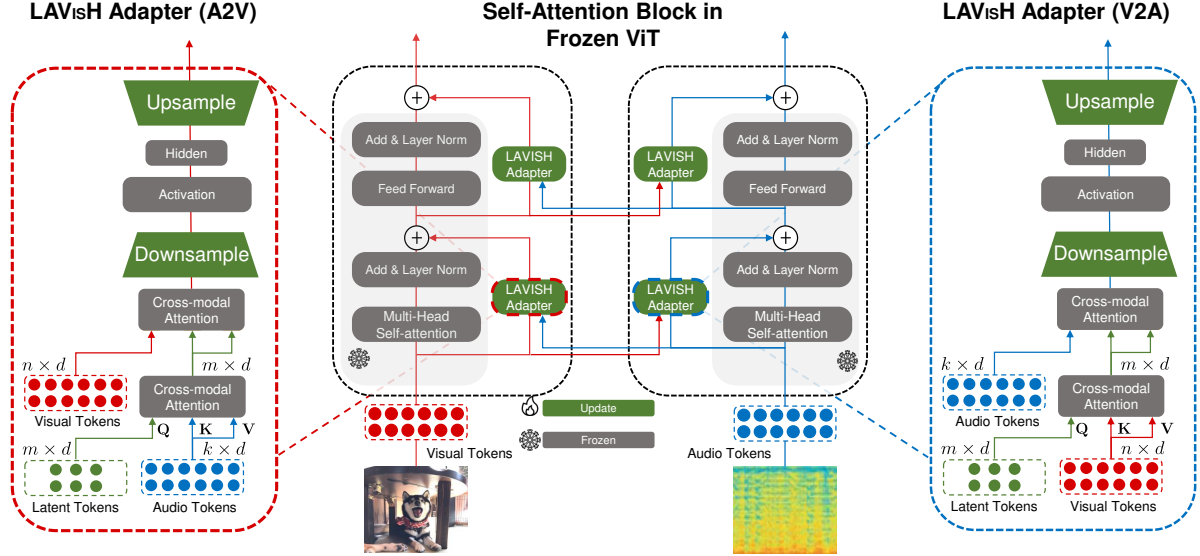 LAVISH Adapter (A2V)
Upsample
Hidden
Activation
Downsample
Cross-modal
Attention
n × d
m × d
Cross-modal
Attention
Visual Tokens
Q
K
V
m × d
k × d
Latent Tokens
Audio Tokens
Self-Attention Block in
Frozen ViT
+
Add & Layer Norm
Feed Forward
LAVISH
Adapter
+
Add & Layer Norm
Multi-Head
Self-attention
LAVISH
Adapter
Visual Tokens
+
LAVISH
Adapter
Add & Layer Norm
Feed Forward
+
LAVISH
Adapter
Add & Layer Norm
Multi-Head
Self-attention
Update
Frozen
Audio Tokens
LAVISH Adapter (V2A)
Upsample
Hidden
Activation
Downsample
Cross-modal
Attention
k × d
m × d
Cross-modal
Attention
Audio Tokens
Q
K
V
m × d
n × d
Latent Tokens
Visual Tokens